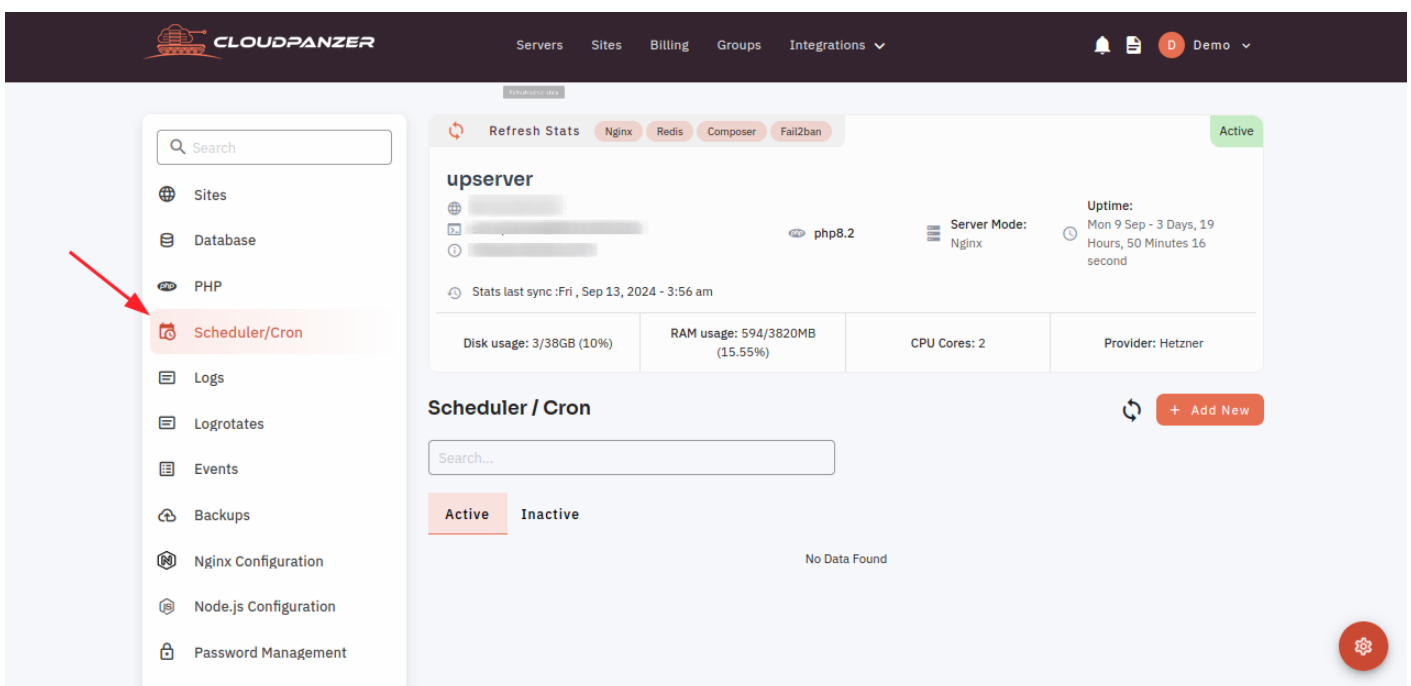 CLOUDPANZER
Servers Sites Billing Groups Integrations
D Demo
Search
Sites
Database
php PHP
Scheduler/Cron
Logs
Logrotates
Events
Backups
N Nginx Configuration
JS Node.js Configuration
Password Management
Refresh Stats Nginx Redis Composer Fail2ban
Active
upserver
php php8.2
Server Mode:
Nginx
Uptime:
Mon 9 Sep - 3 Days, 19
Hours, 50 Minutes 16
second
Stats last sync :Fri , Sep 13, 2024 - 3:56 am
Disk usage: 3/38GB (10%)
RAM usage: 594/3820MB
(15.55%)
CPU Cores: 2
Provider: Hetzner
Scheduler / Cron
+ Add New
Search...
Active Inactive
No Data Found